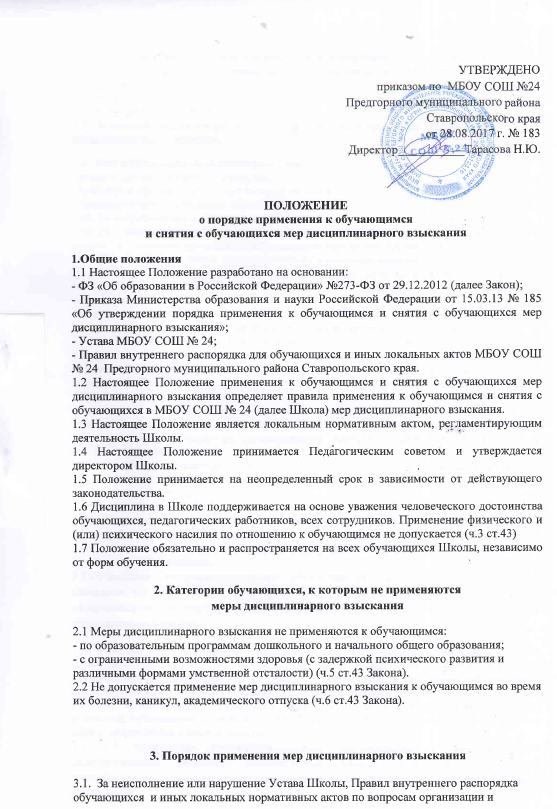 УТВЕРЖДЕНО
приказом по МБОУ СОШ №24
Предгорного муниципального района
Ставропольского края
от 28.08.2017 г. № 183
Директор Тарасова Н.Ю.
ПОЛОЖЕНИЕ
о порядке применения к обучающимся
и снятия с обучающихся мер дисциплинарного взыскания
1.Общие положения
1.1 Настоящее Положение разработано на основании:
- ФЗ «Об образовании в Российской Федерации» №273-ФЗ от 29.12.2012 (далее Закон);
- Приказа Министерства образования и науки Российской Федерации от 15.03.13 № 185
«Об утверждении порядка применения к обучающимся и снятия с обучающихся мер
дисциплинарного взыскания»;
- Устава МБОУ СОШ № 24;
- Правил внутреннего распорядка для обучающихся и иных локальных актов МБОУ СОШ
№ 24 Предгорного муниципального района Ставропольского края.
1.2 Настоящее Положение применения к обучающимся и снятия с обучающихся мер
дисциплинарного взыскания определяет правила применения к обучающимся и снятия с
обучающихся в МБОУ СОШ № 24 (далее Школа) мер дисциплинарного взыскания.
1.3 Настоящее Положение является локальным нормативным актом, регламентирующим
деятельность Школы.
1.4 Настоящее Положение принимается Педагогическим советом и утверждается
директором Школы.
1.5 Положение принимается на неопределенный срок в зависимости от действующего
законодательства.
1.6 Дисциплина в Школе поддерживается на основе уважения человеческого достоинства
обучающихся, педагогических работников, всех сотрудников. Применение физического и
(или) психического насилия по отношению к обучающимся не допускается (ч.3 ст.43)
1.7 Положение обязательно и распространяется на всех обучающихся Школы, независимо
от форм обучения.
2. Категории обучающихся, к которым не применяются
меры дисциплинарного взыскания
2.1 Меры дисциплинарного взыскания не применяются к обучающимся:
- по образовательным программам дошкольного и начального общего образования;
- с ограниченными возможностями здоровья (с задержкой психического развития и
различными формами умственной отсталости) (ч.5 ст.43 Закона).
2.2 Не допускается применение мер дисциплинарного взыскания к обучающимся во время
их болезни, каникул, академического отпуска (ч.6 ст.43 Закона).
3. Порядок применения мер дисциплинарного взыскания
3.1. За неисполнение или нарушение Устава Школы, Правил внутреннего распорядка
обучающихся и иных локальных нормативных актов по вопросам организации и